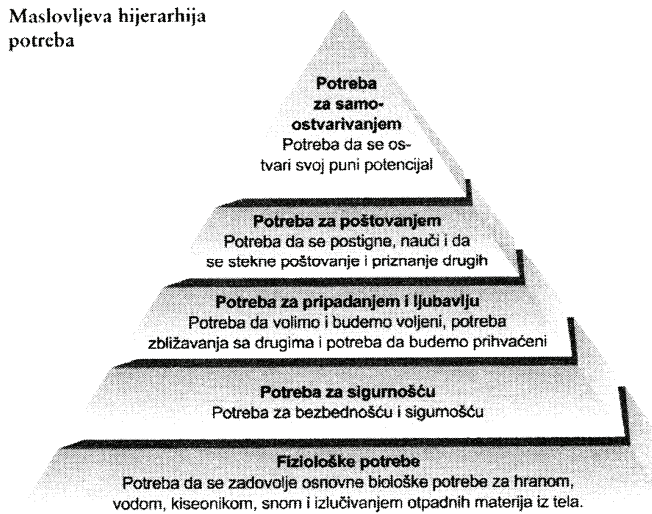 Maslovljeva hijerarhija
potreba
Potreba
za samo-
ostvarivanjem
Potreba da se os-
tvari svoj puni potencijal
Potreba za poštovanjem
Potreba da se postigne, nauči i da
se stekne poštovanje i priznanje drugih
Potreba za pripadanjem i ljubavlju
Potreba da volimo i budemo voljeni, potreba
zbližavanja sa drugima i potreba da budemo prihvaćeni
Potreba za sigurnošću
Potreba za bezbednošću i sigurnošću
Fiziološke potrebe
Potreba da se zadovolje osnovne biološke potrebe za hranom,
vodom, kiseonikom, snom i izlučivanjem otpadnih materija iz tela.